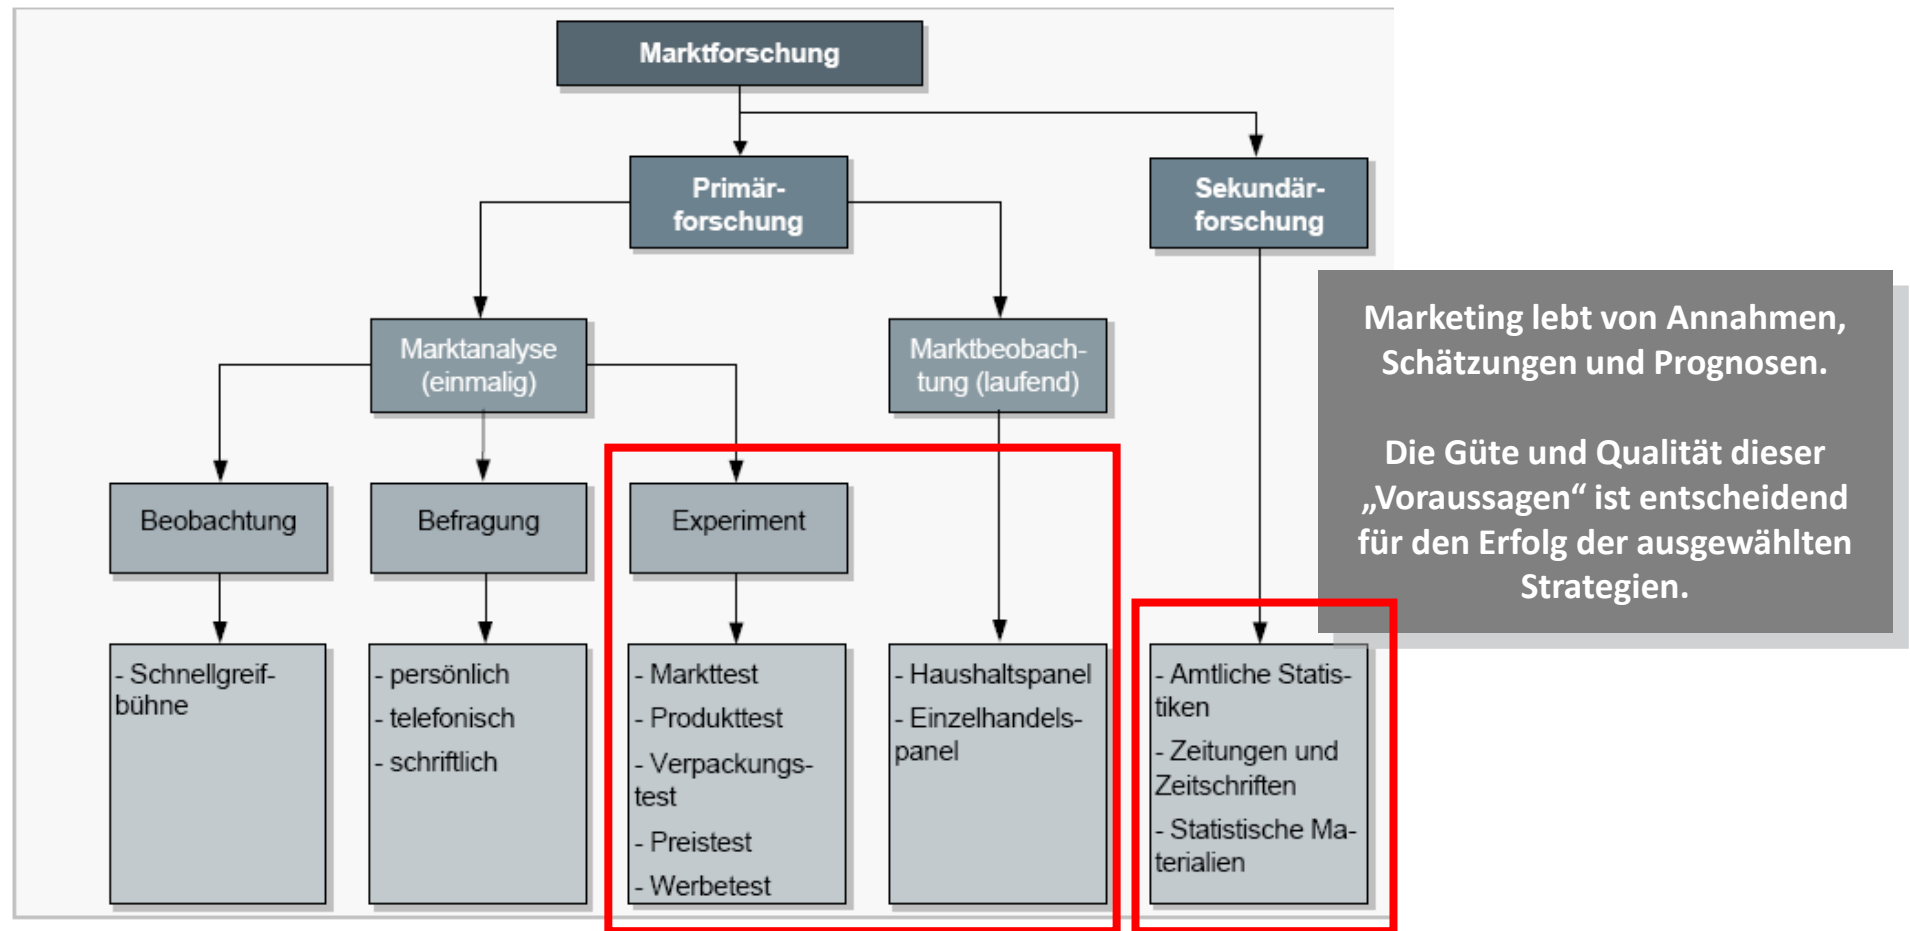 Marktforschung
Primär-
forschung
Sekundär-
forschung
Marketing lebt von Annahmen,
Schätzungen und Prognosen.
Die Güte und Qualität dieser
„Voraussagen“ ist entscheidend
für den Erfolg der ausgewählten
Strategien.
Marktanalyse
(einmalig)
Marktbeobach-
tung (laufend)
Beobachtung
Befragung
Experiment
- Schnellgreif-
bühne
- persönlich
- telefonisch
- schriftlich
- Markttest
- Produkttest
- Verpackungs-
test
- Preistest
- Werbetest
- Haushaltspanel
- Einzelhandels-
panel
- Amtliche Statis-
tiken
- Zeitungen und
Zeitschriften
- Statistische Ma-
terialien